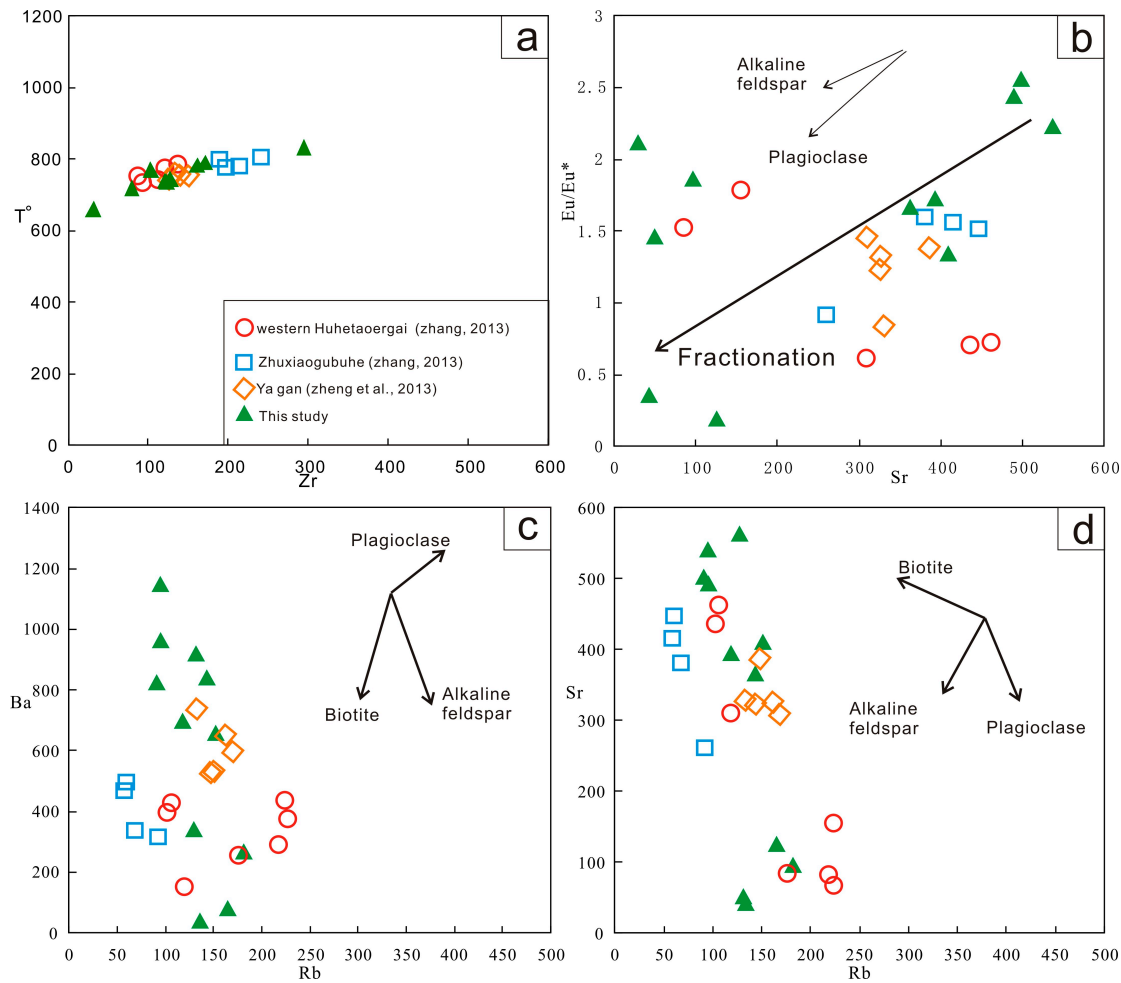 a
1200
1000
800
T°
600
400
200
0
0 100 200 300 400 500 600
Zr
western Huhetaoergai (zhang, 2013)
Zhuxiaogubuhe (zhang, 2013)
Ya gan (zheng et al., 2013)
This study
b
3
2.5
2
Eu/Eu*
1.5
1
0.5
0
0 100 200 300 400 500 600
Sr
Alkaline
feldspar
Plagioclase
Fractionation
c
1400
1200
1000
800
Ba
600
400
200
0
0 50 100 150 200 250 300 350 400 450 500
Rb
Plagioclase
Biotite
Alkaline
feldspar
d
600
500
400
Sr
300
200
100
0
0 50 100 150 200 250 300 350 400 450 500
Rb
Biotite
Alkaline
feldspar
Plagioclase